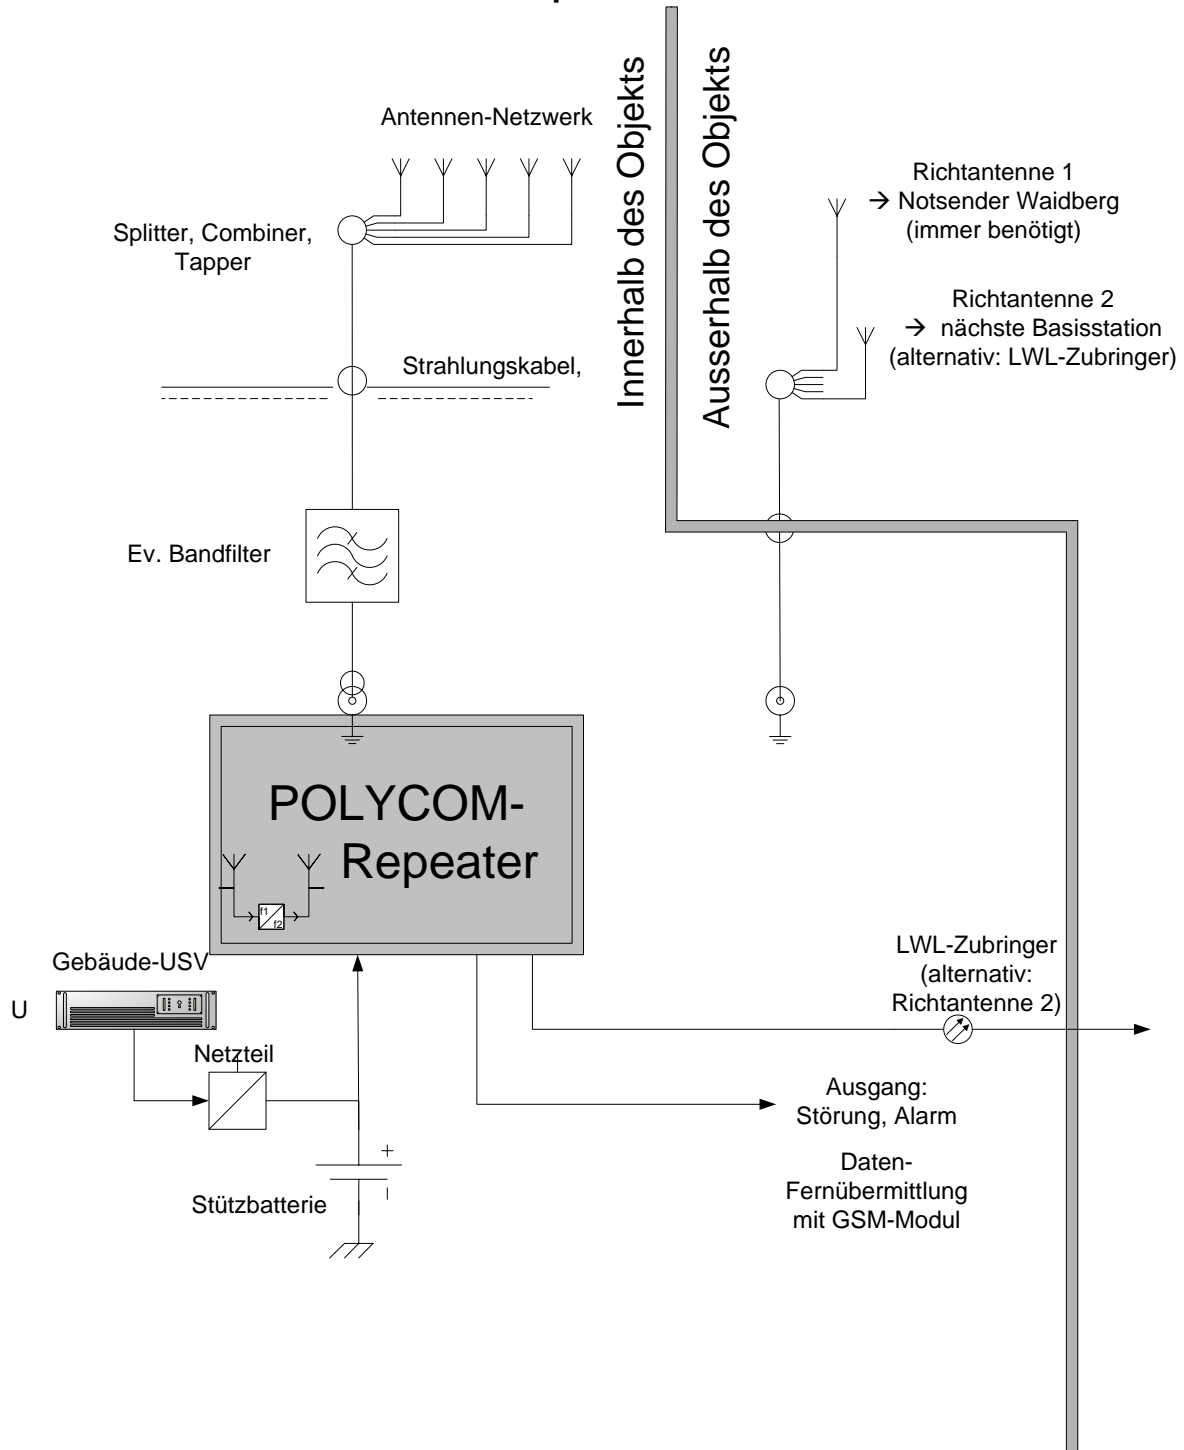 Antennen-Netzwerk
Splitter, Combiner,
Tapper
Strahlungskabel,
Innerhalb des Objekts
Ausserhalb des Objekts
Richtantenne 1
→ Notsender Waidberg
(immer benötigt)
Richtantenne 2
→ nächste Basisstation
(alternativ: LWL-Zubringer)
Ev. Bandfilter
POLYCOM-
Repeater
f1
f2
Gebäude-USV
U
Netzteil
+
Stützbatterie
–
LWL-Zubringer
(alternativ:
Richtantenne 2)
Ausgang:
Störung, Alarm
Daten-
Fernübermittlung
mit GSM-Modul